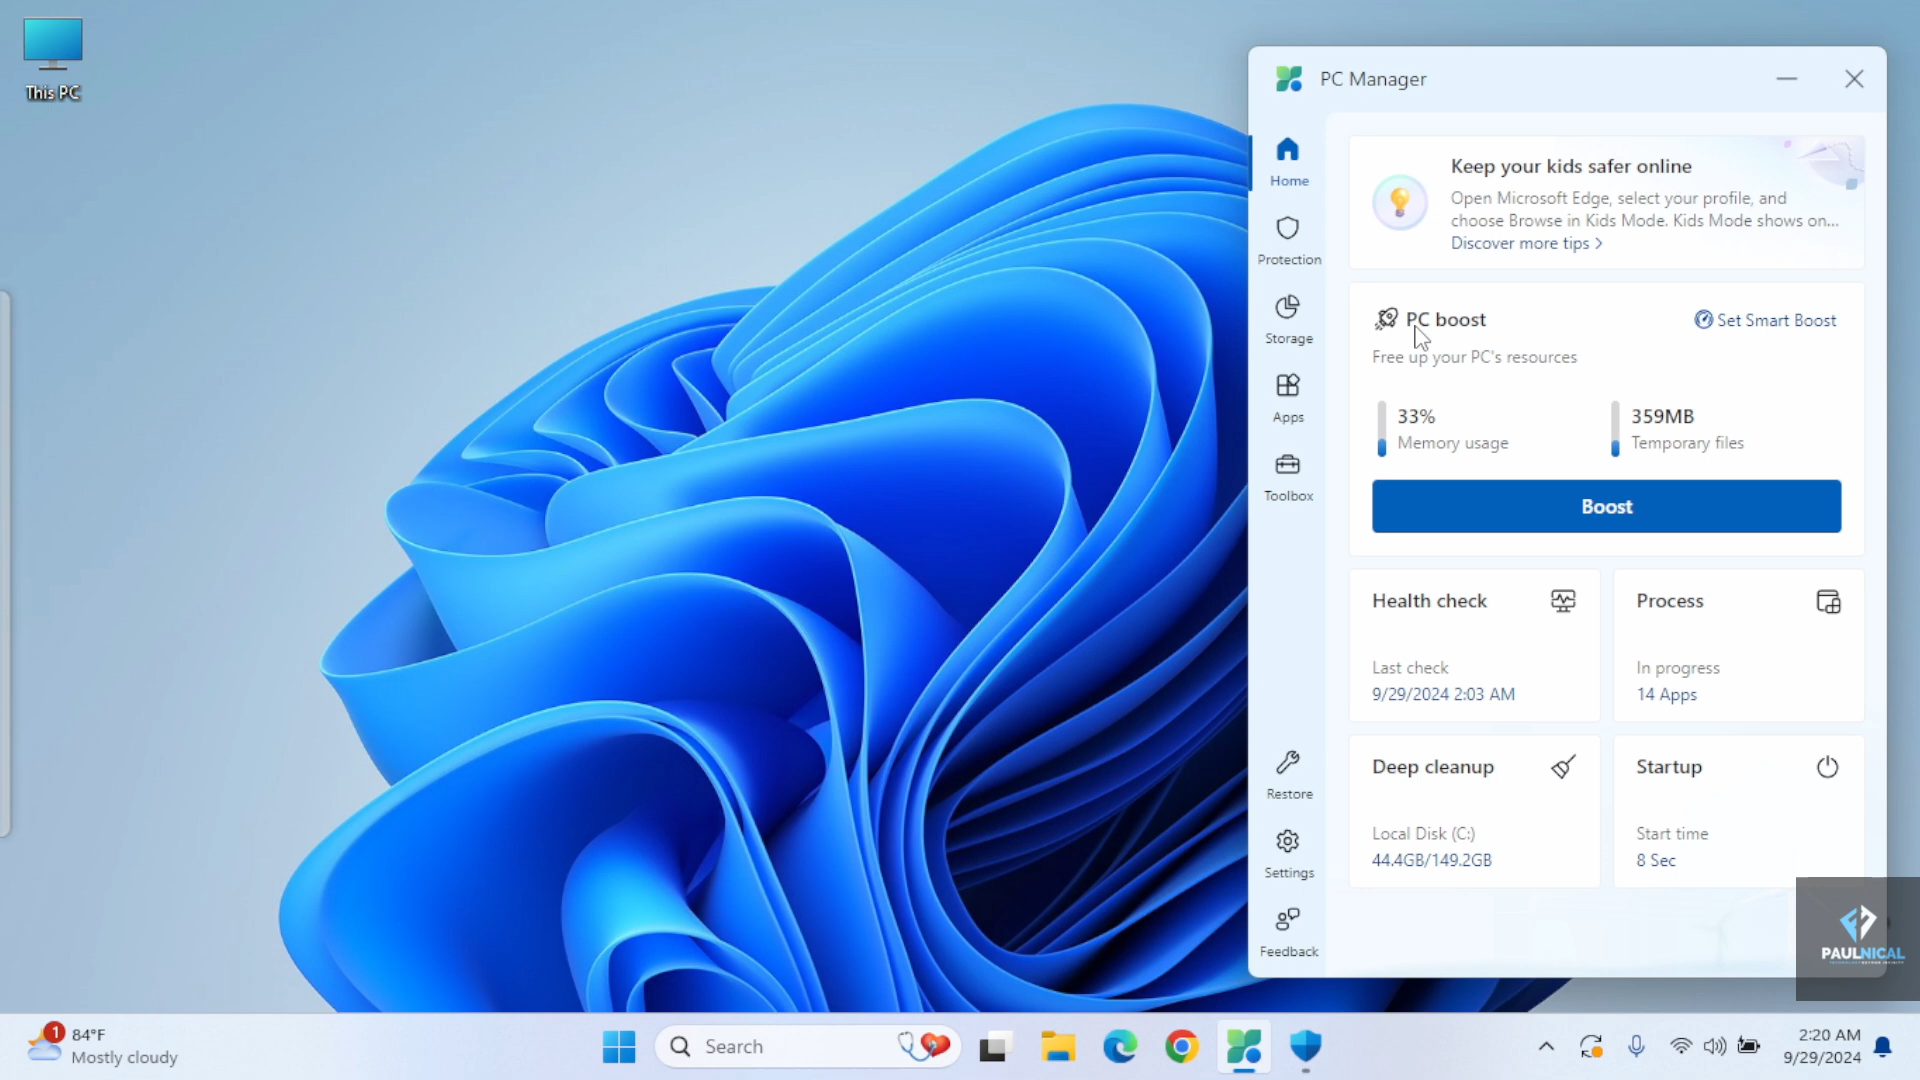 This PC
PC Manager
Home
Protection
Storage
Apps
Toolbox
Restore
Settings
Feedback
Keep your kids safer online
Open Microsoft Edge, select your profile, and
choose Browse in Kids Mode. Kids Mode shows on...
Discover more tips >
PC boost
Set Smart Boost
Free up your PC's resources
33%
Memory usage
359MB
Temporary files
Boost
Health check
Last check
9/29/2024 2:03 AM
Process
In progress
14 Apps
Deep cleanup
Local Disk (C:)
44.4GB/149.2GB
Startup
Start time
8 Sec
PAULNICAL
1
84°F
Mostly cloudy
Search
2:20 AM
9/29/2024